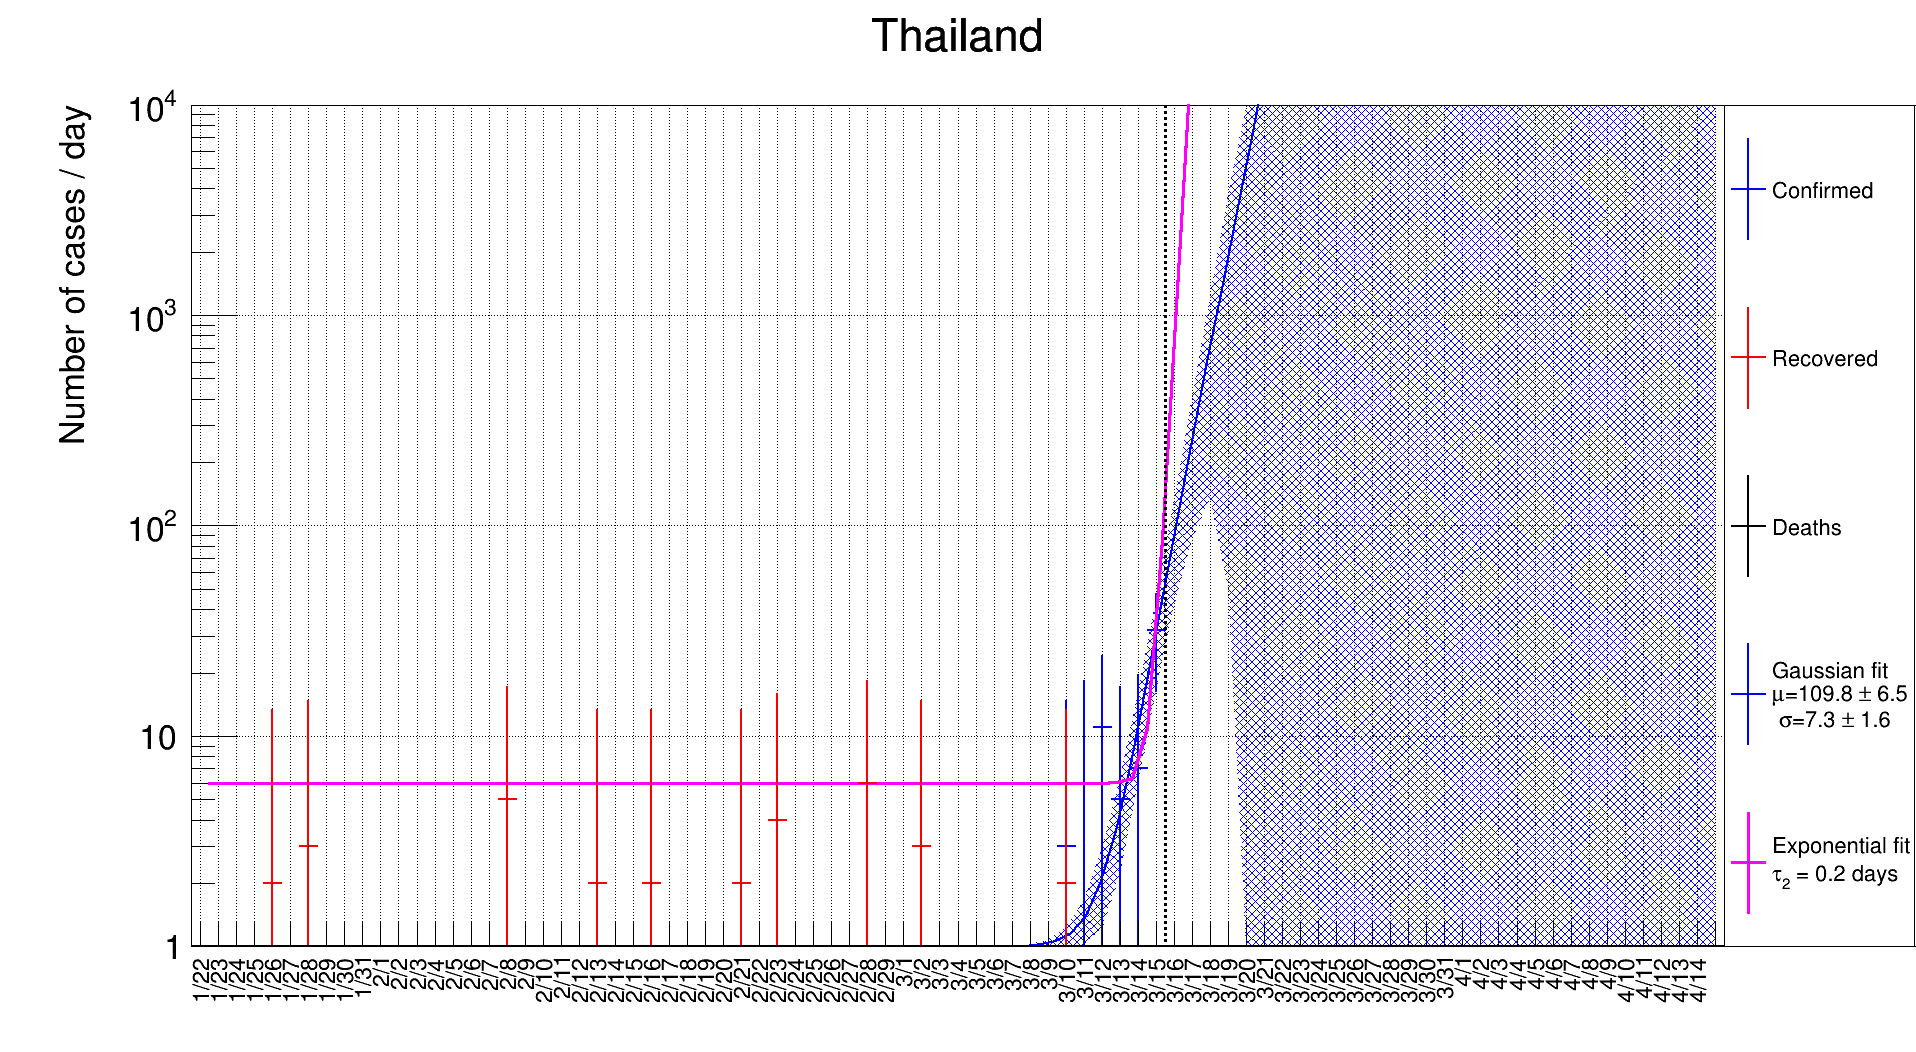 Thailand
Number of cases / day
10⁴
10³
10²
10
1
1/22 1/23 1/24 1/25 1/26 1/27 1/28 1/29 1/30 1/31 2/1 2/2 2/3 2/4 2/5 2/6 2/7 2/8 2/9 2/10 2/11 2/12 2/13 2/14 2/15 2/16 2/17 2/18 2/19 2/20 2/21 2/22 2/23 2/24 2/25 2/26 2/27 2/28 2/29 3/1 3/2 3/3 3/4 3/5 3/6 3/7 3/8 3/9 3/10 3/11 3/12 3/13 3/14 3/15 3/16 3/17 3/18 3/19 3/20 3/21 3/22 3/23 3/24 3/25 3/26 3/27 3/28 3/29 3/30 3/31 4/1 4/2 4/3 4/4 4/5 4/6 4/7 4/8 4/9 4/10 4/11 4/12 4/13 4/14
Confirmed
Recovered
Deaths
Gaussian fit
μ=109.8 ± 6.5
σ=7.3 ± 1.6
Exponential fit
τ₂ = 0.2 days